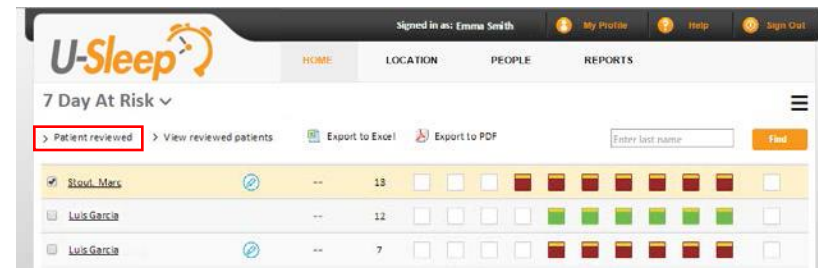 Signed in as: Emma Smith My Profile ? Help Sign Out
U-Sleep
HOME LOCATION PEOPLE REPORTS
7 Day At Risk
> Patient reviewed > View reviewed patients Export to Excel Export to PDF Enter last name Find
Stout, Marc -- 13
Luis Garcia -- 12
Luis Garcia -- 7